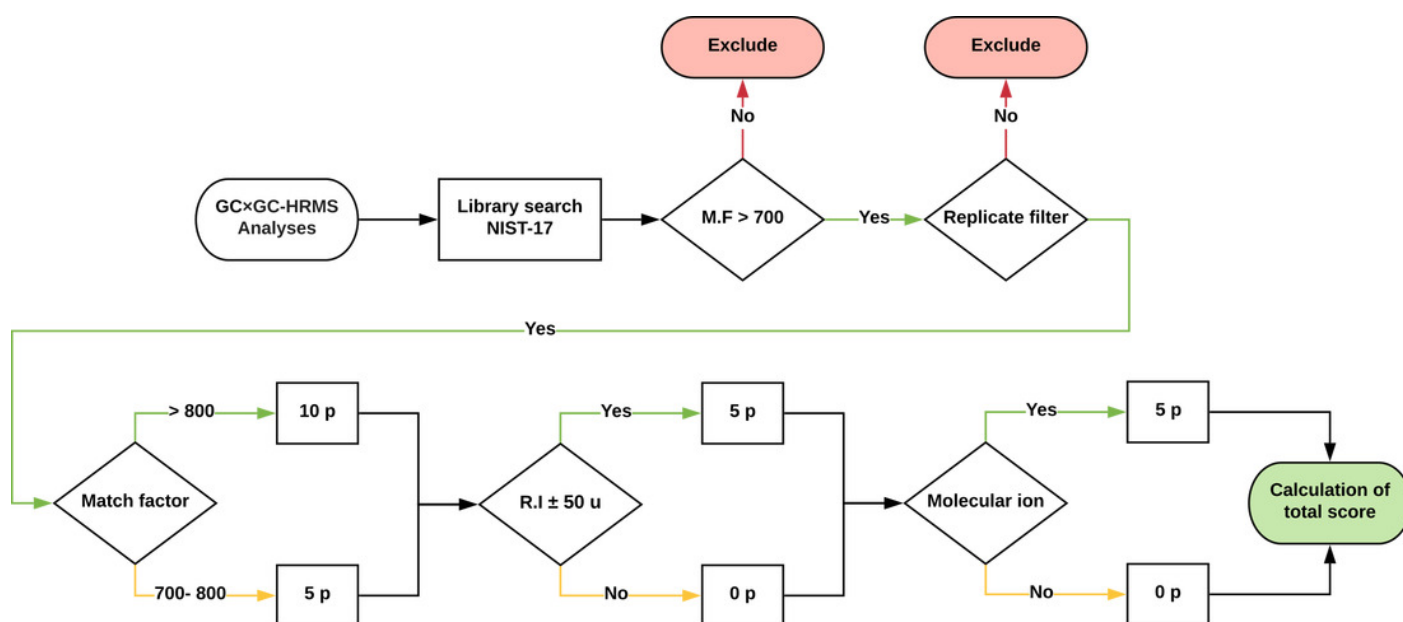 Exclude
Exclude
No
No
GC×GC-HRMS
Analyses
Library search
NIST-17
M.F > 700
Yes
Replicate filter
Yes
> 800
10 p
Yes
5 p
Yes
5 p
Match factor
R.I ± 50 u
Molecular ion
Calculation of
total score
700- 800
5 p
No
0 p
No
0 p